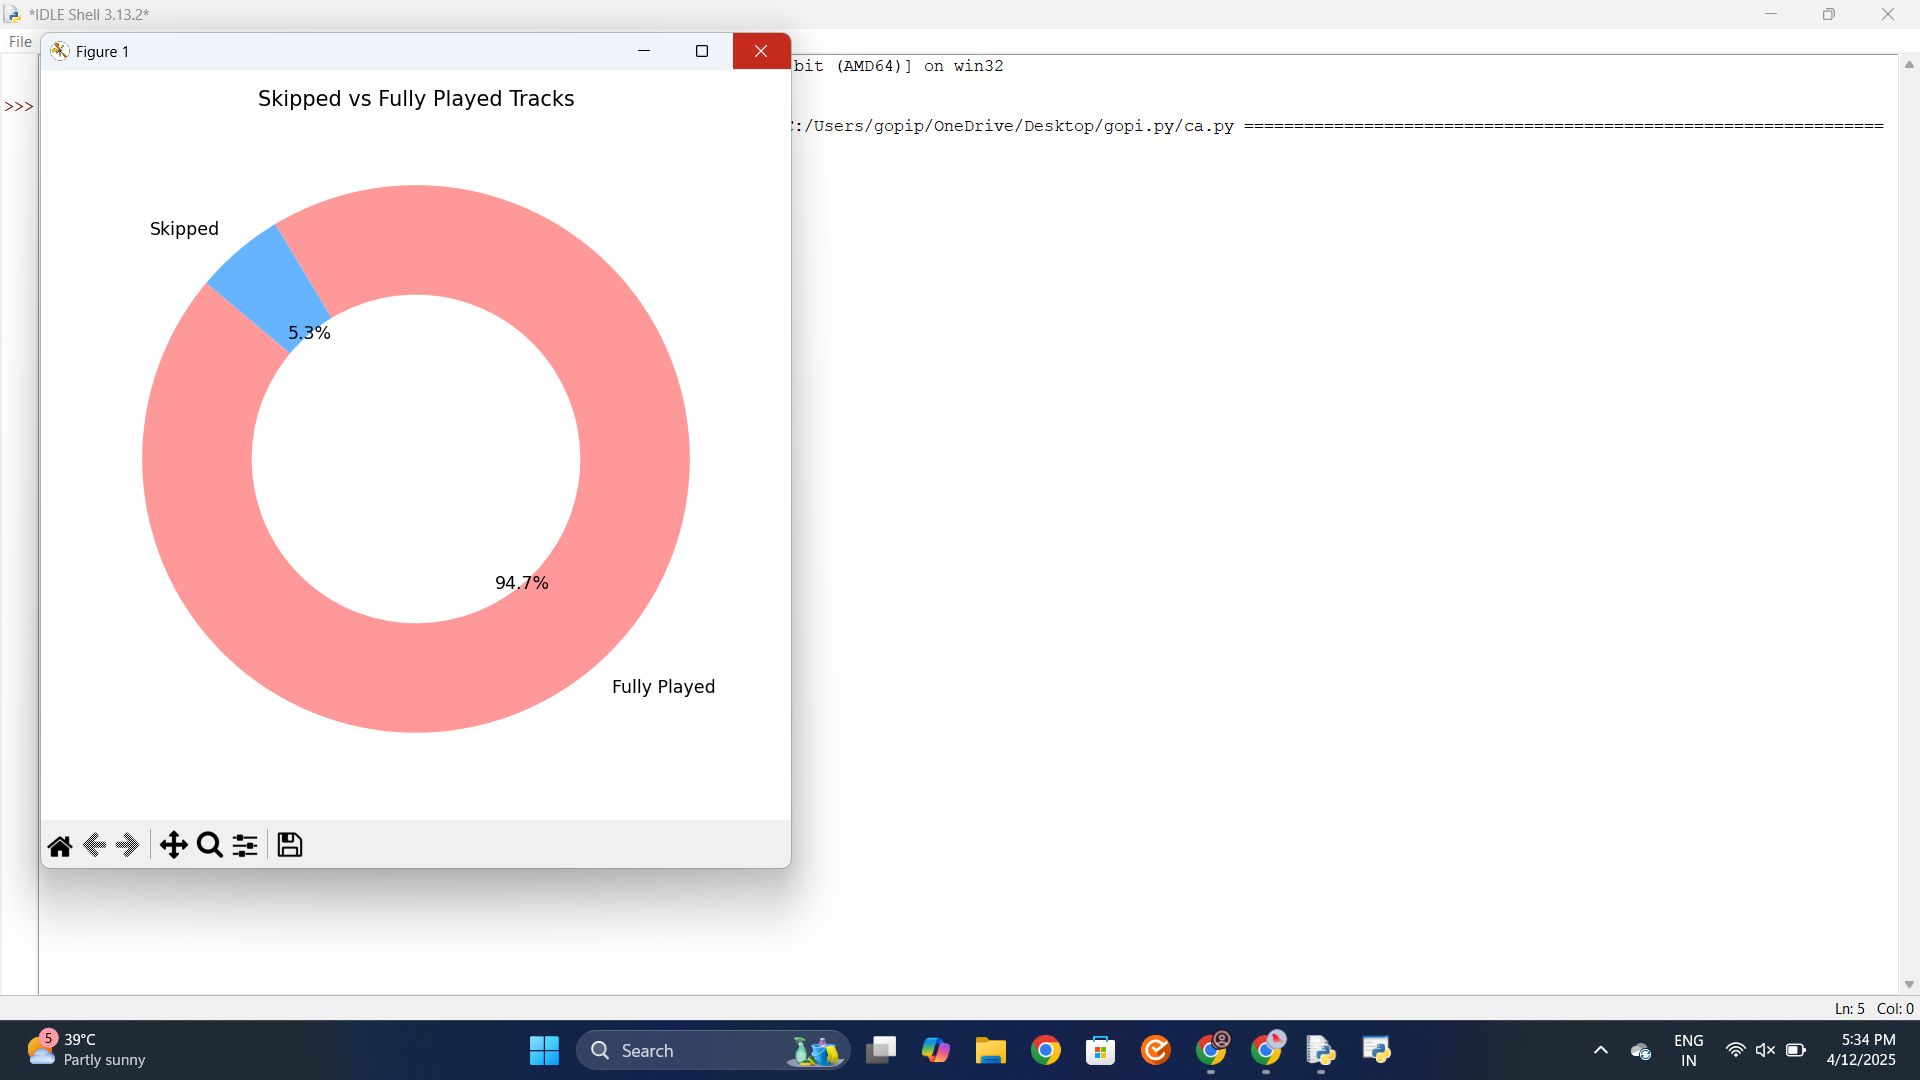 *IDLE Shell 3.13.2*
File
Figure 1
bit (AMD64)] on win32
>>>
C:/Users/gopip/OneDrive/Desktop/gopi.py/ca.py ================================================================
Skipped vs Fully Played Tracks
Skipped
5.3%
94.7%
Fully Played
Ln: 5 Col: 0
5
39°C
Partly sunny
Search
ENG
IN
5:34 PM
4/12/2025